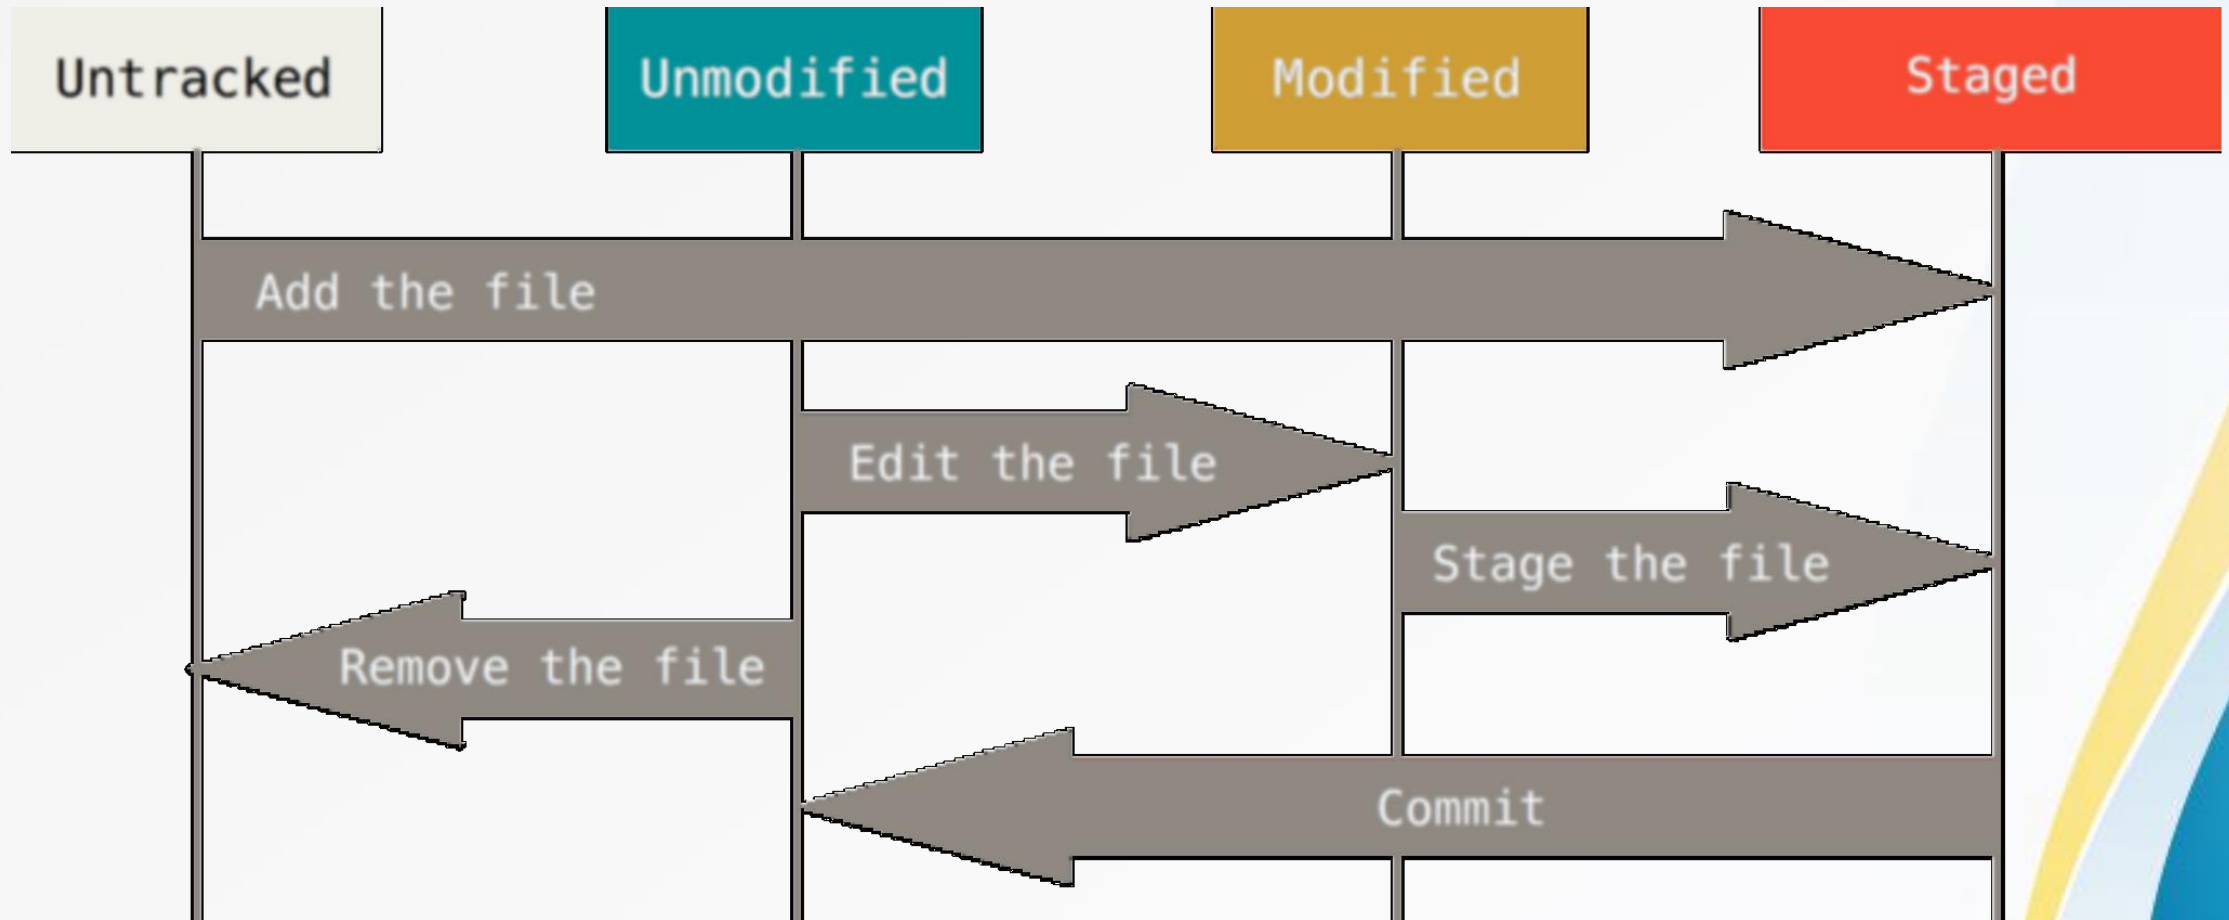 Untracked
Unmodified
Modified
Staged
Add the file
Edit the file
Stage the file
Remove the file
Commit